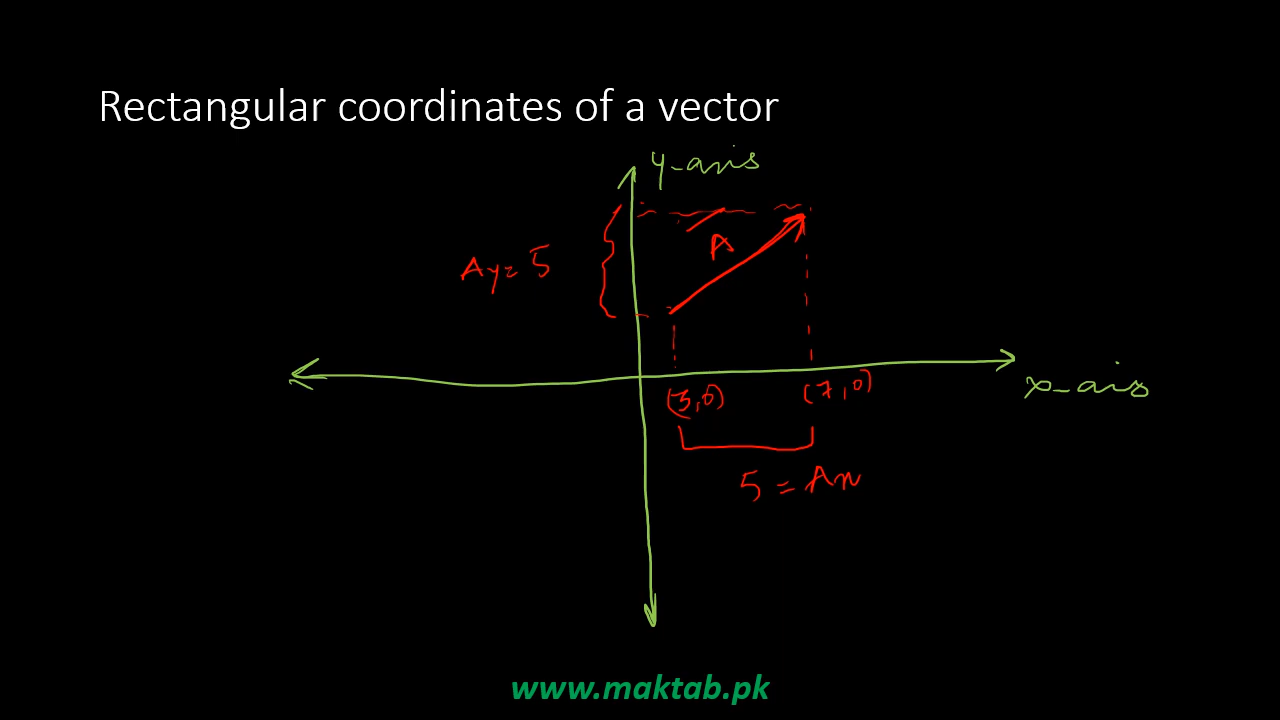 Rectangular coordinates of a vector
y-axis
A
Ay = 5
(3,0)
(7,0)
x-axis
5 = Ax
www.maktab.pk